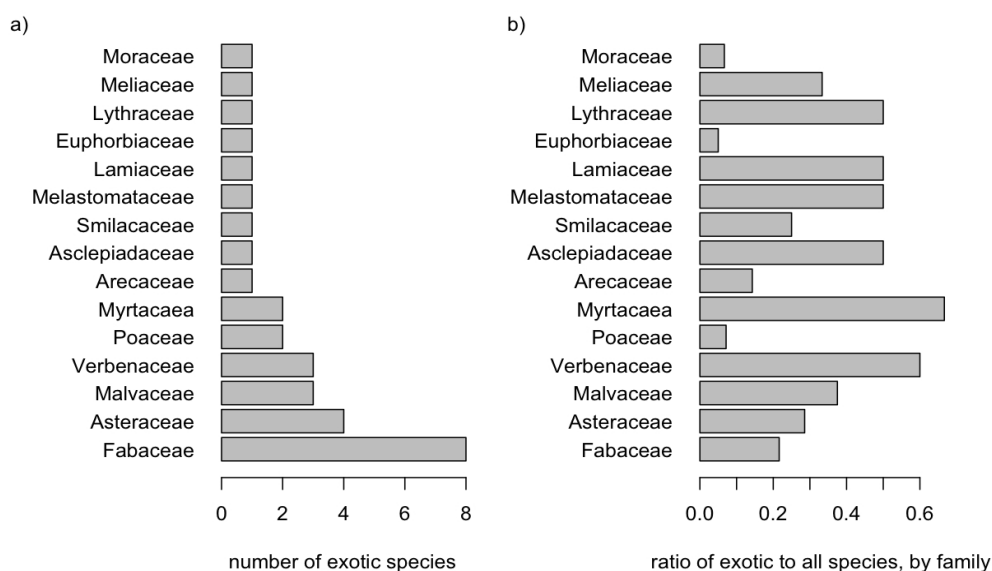 a)
Moraceae
Meliaceae
Lythraceae
Euphorbiaceae
Lamiaceae
Melastomataceae
Smilacaceae
Asclepiadaceae
Arecaceae
Myrtacaea
Poaceae
Verbenaceae
Malvaceae
Asteraceae
Fabaceae
0 2 4 6 8
number of exotic species
b)
Moraceae
Meliaceae
Lythraceae
Euphorbiaceae
Lamiaceae
Melastomataceae
Smilacaceae
Asclepiadaceae
Arecaceae
Myrtacaea
Poaceae
Verbenaceae
Malvaceae
Asteraceae
Fabaceae
0.0 0.2 0.4 0.6
ratio of exotic to all species, by family